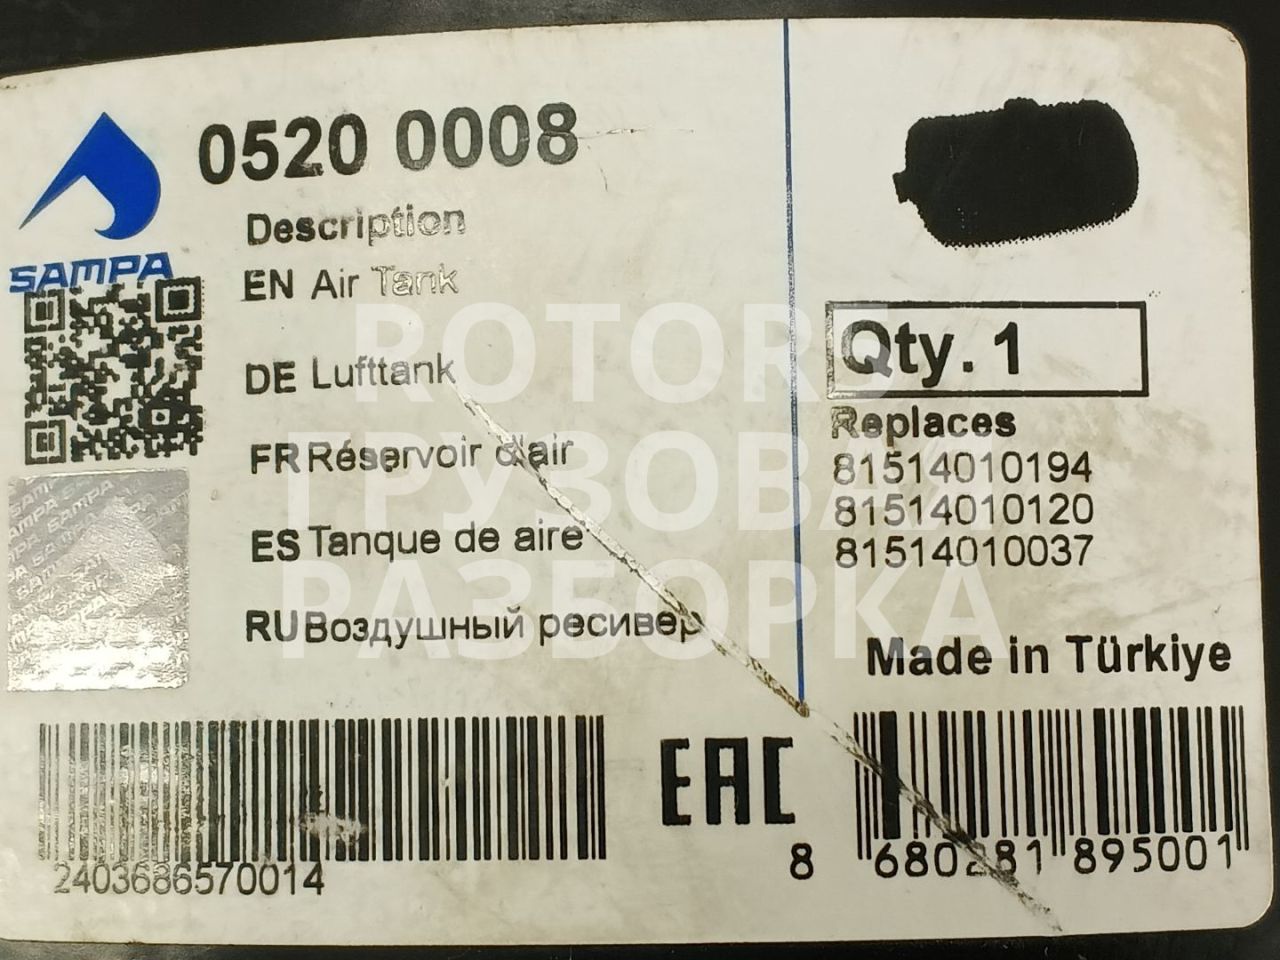 0520 0008
SAMPA
Description
EN Air Tank
DE Lufttank
FR Réservoir d'air
ES Tanque de aire
RU Воздушный ресивер
Qty. 1
Replaces
81514010194
81514010120
81514010037
Made in Türkiye
2403686570014
EAC
8 680281 895001
ROTORS
ГРУЗОВАЯ
РАЗБОРКА